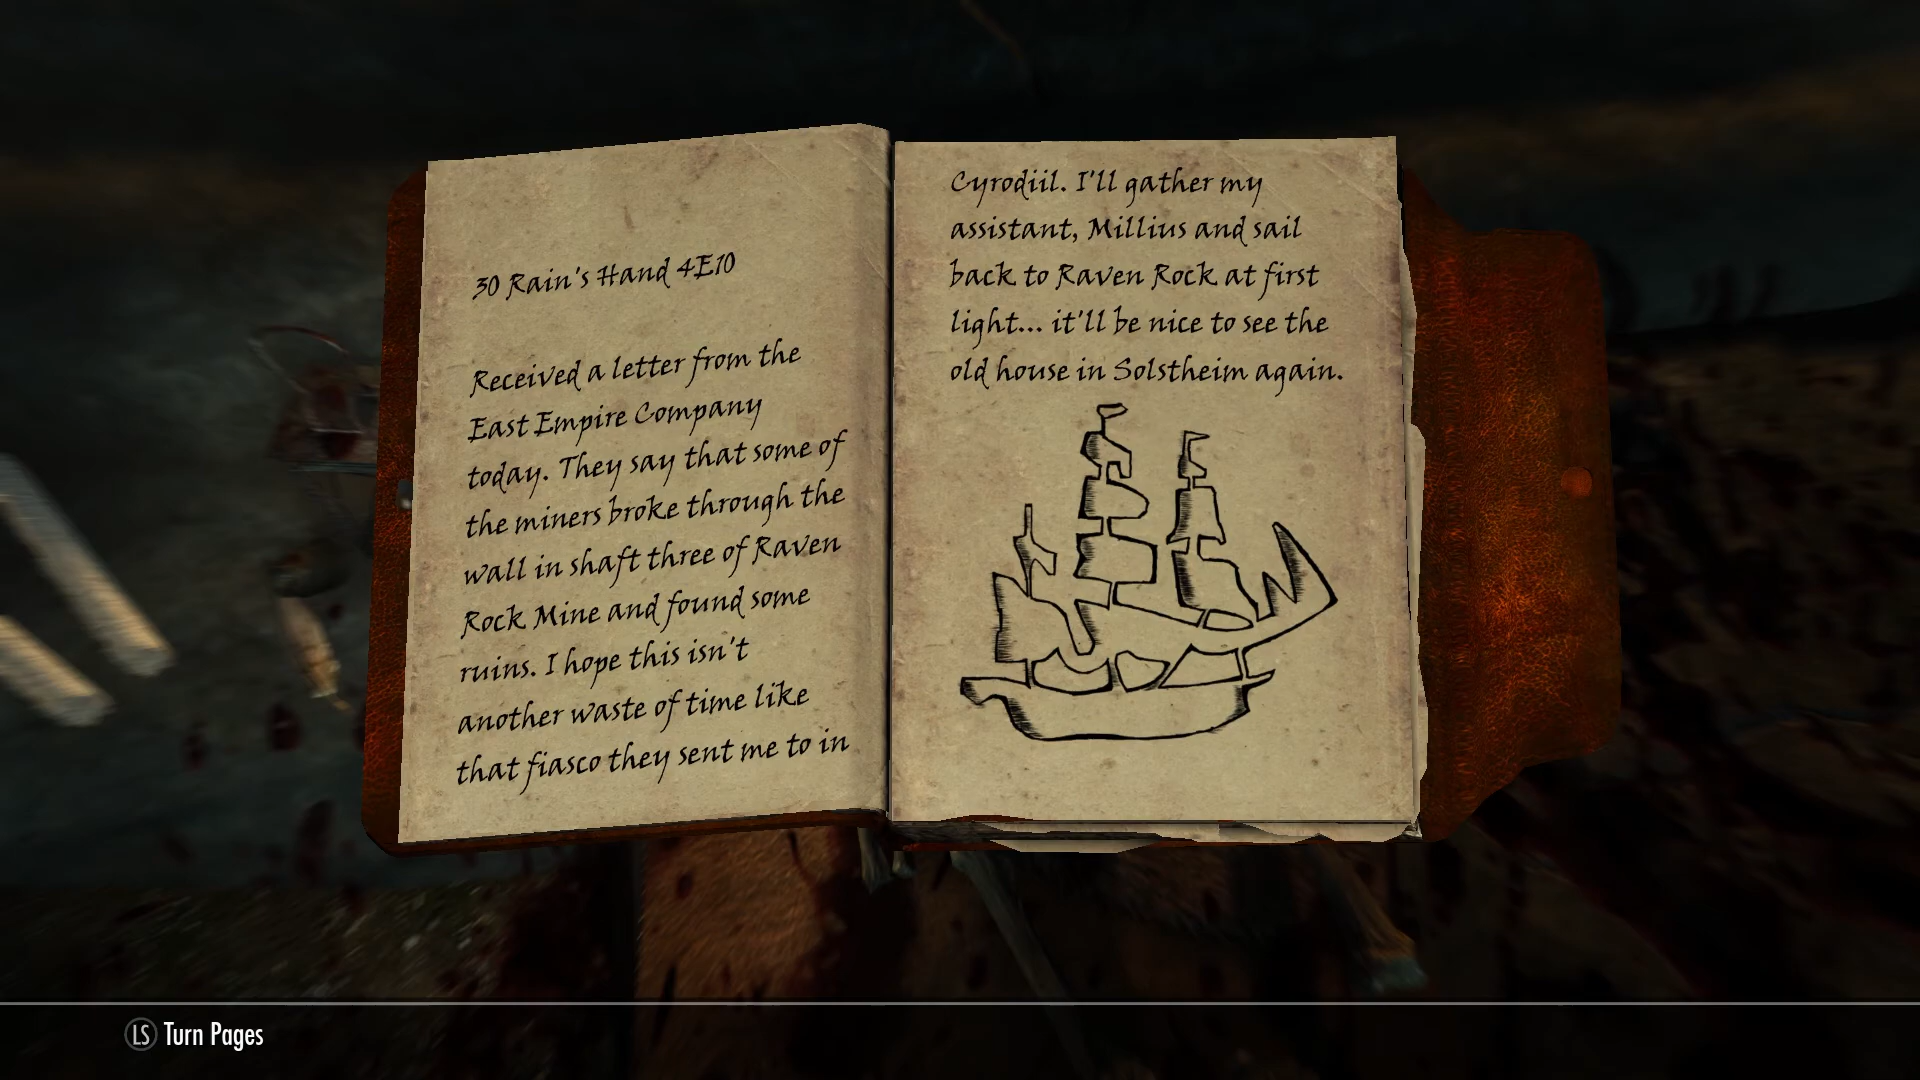 30 Rain's Hand 4E10
Received a letter from the
East Empire Company
today. They say that some of
the miners broke through the
wall in shaft three of Raven
Rock Mine and found some
ruins. I hope this isn't
another waste of time like
that fiasco they sent me to in
Cyrodiil. I'll gather my
assistant, Millius and sail
back to Raven Rock at first
light... it'll be nice to see the
old house in Solstheim again.
LS Turn Pages